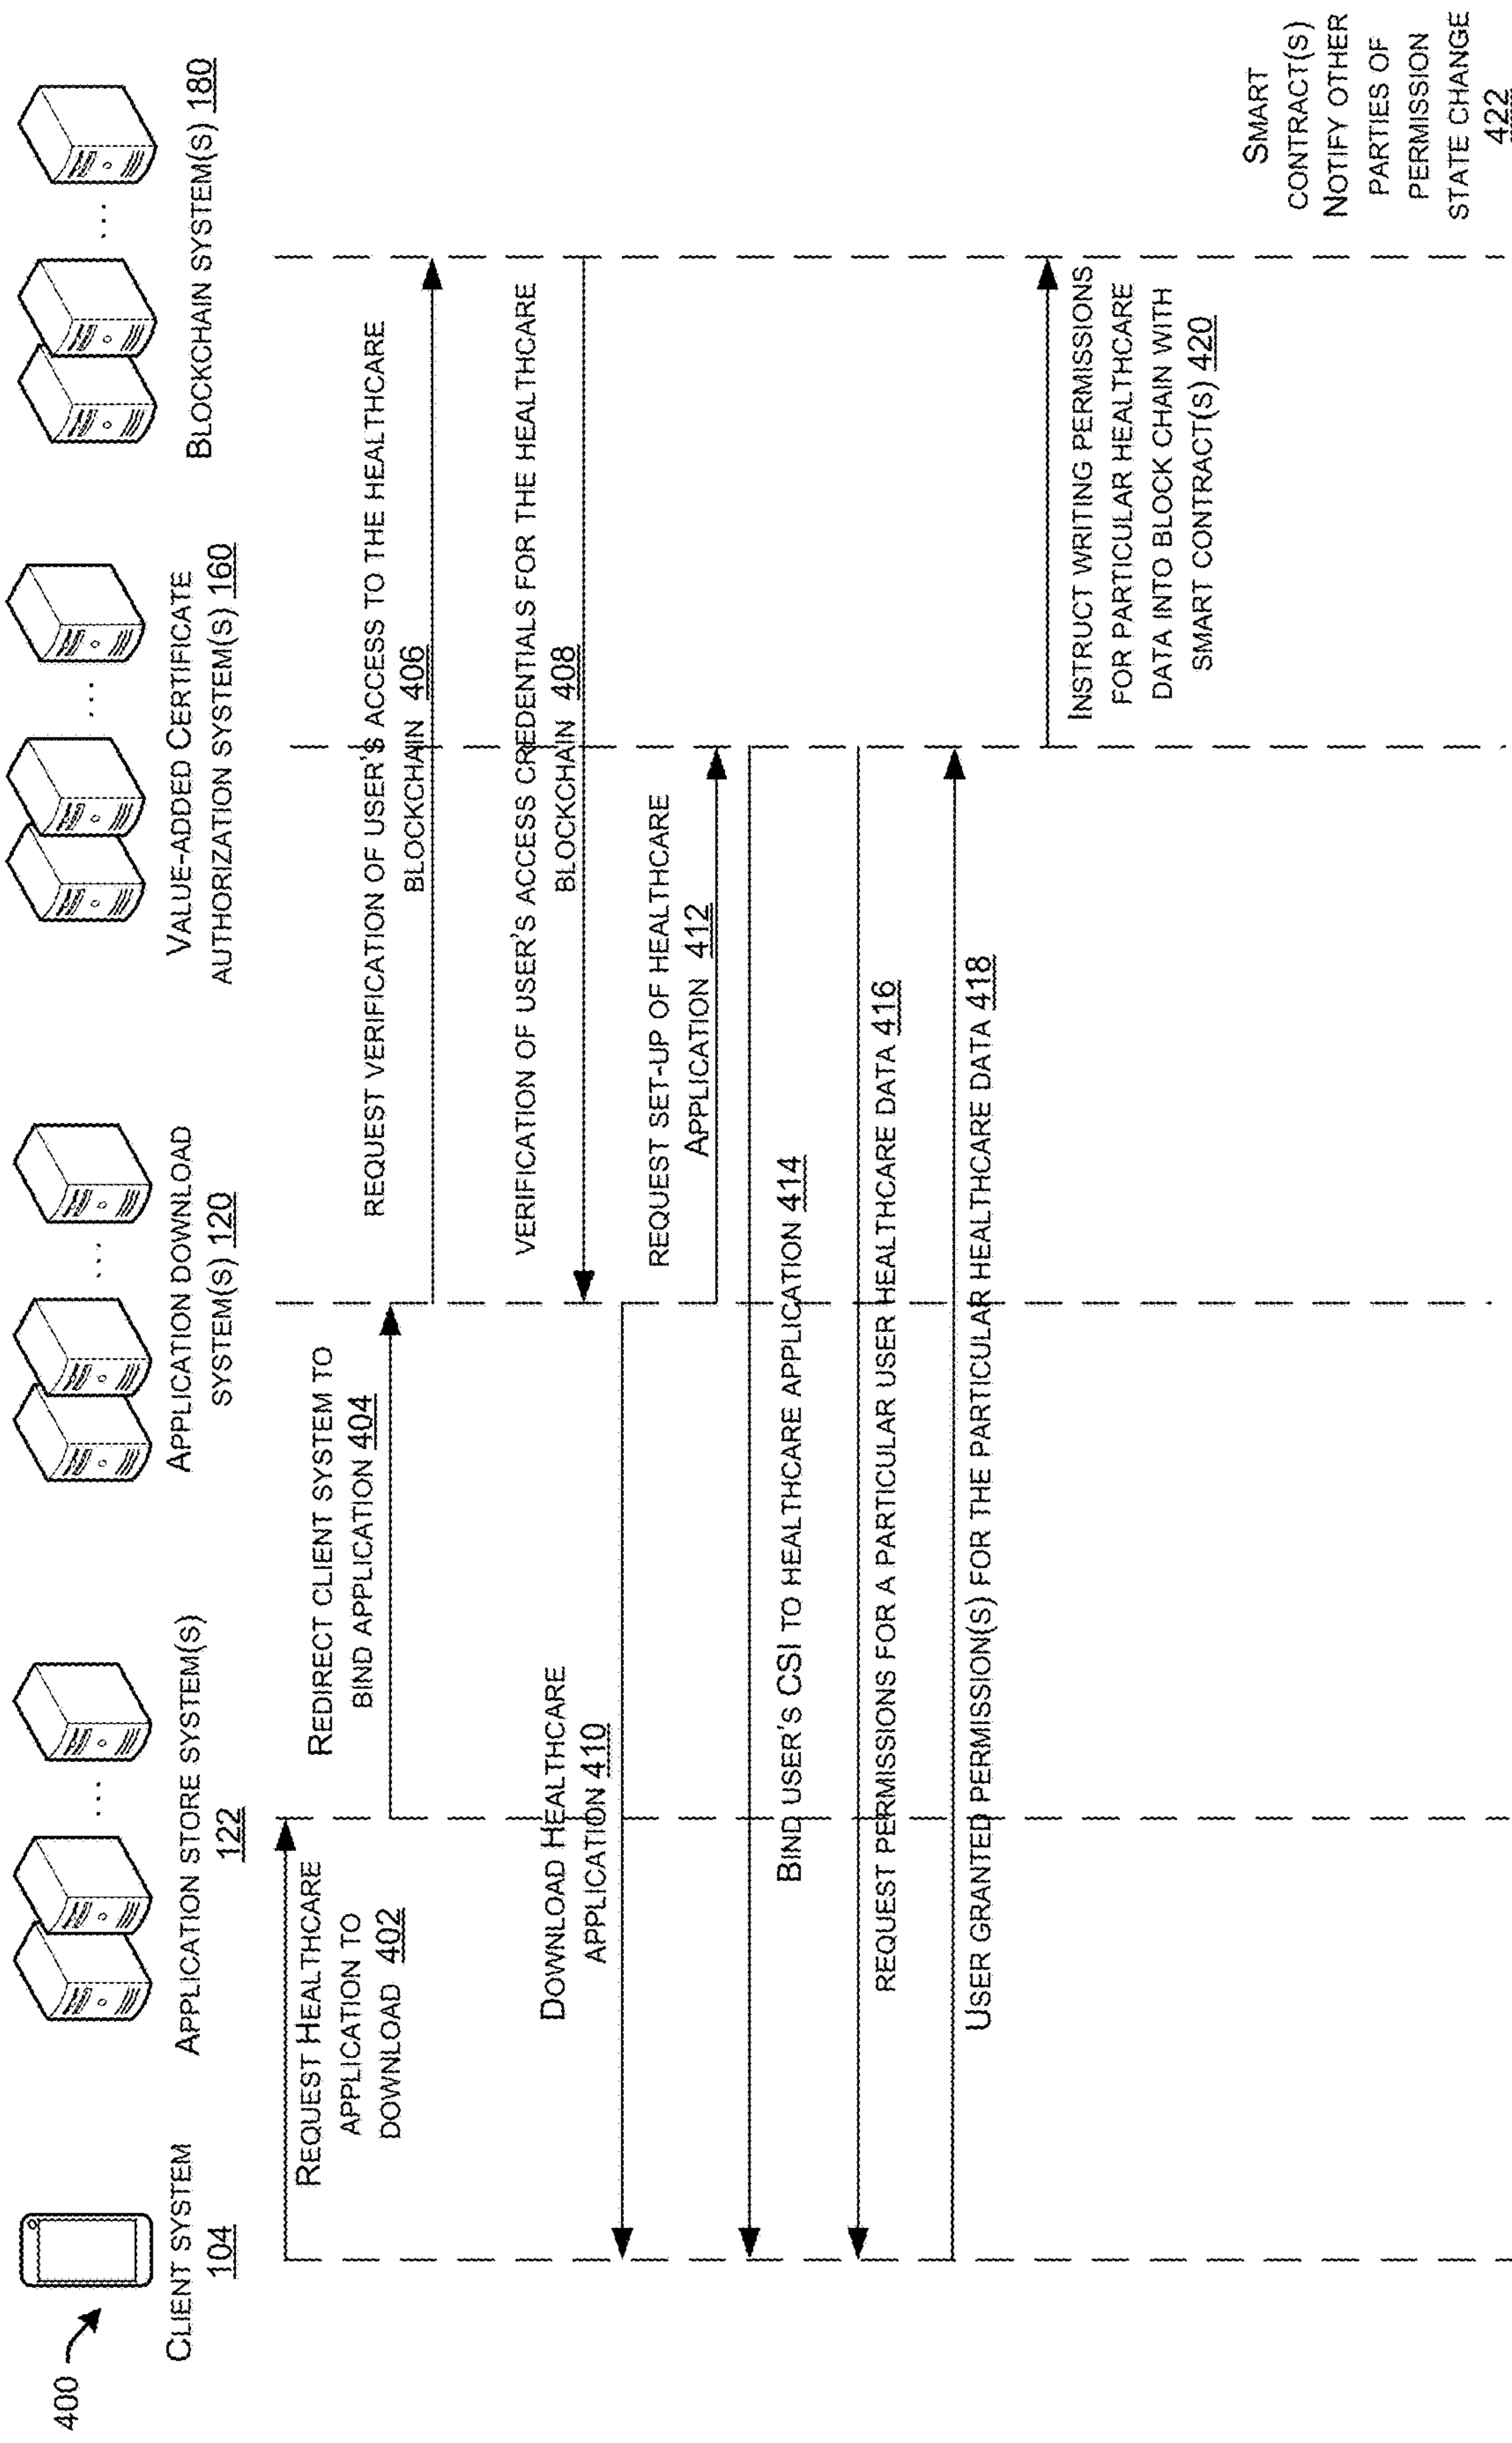 400
CLIENT SYSTEM
104
APPLICATION STORE SYSTEM(S)
122
APPLICATION DOWNLOAD
SYSTEM(S) 120
VALUE-ADDED CERTIFICATE
AUTHORIZATION SYSTEM(S) 160
BLOCKCHAIN SYSTEM(S) 180
REQUEST HEALTHCARE
APPLICATION TO
DOWNLOAD 402
REDIRECT CLIENT SYSTEM TO
BIND APPLICATION 404
REQUEST VERIFICATION OF USER'S ACCESS TO THE HEALTHCARE
BLOCKCHAIN 406
VERIFICATION OF USER'S ACCESS CREDENTIALS FOR THE HEALTHCARE
BLOCKCHAIN 408
DOWNLOAD HEALTHCARE
APPLICATION 410
REQUEST SET-UP OF HEALTHCARE
APPLICATION 412
BIND USER'S CSI TO HEALTHCARE APPLICATION 414
REQUEST PERMISSIONS FOR A PARTICULAR USER HEALTHCARE DATA 416
USER GRANTED PERMISSION(S) FOR THE PARTICULAR HEALTHCARE DATA 418
INSTRUCT WRITING PERMISSIONS
FOR PARTICULAR HEALTHCARE
DATA INTO BLOCK CHAIN WITH
SMART CONTRACT(S) 420
SMART
CONTRACT(S)
NOTIFY OTHER
PARTIES OF
PERMISSION
STATE CHANGE
422